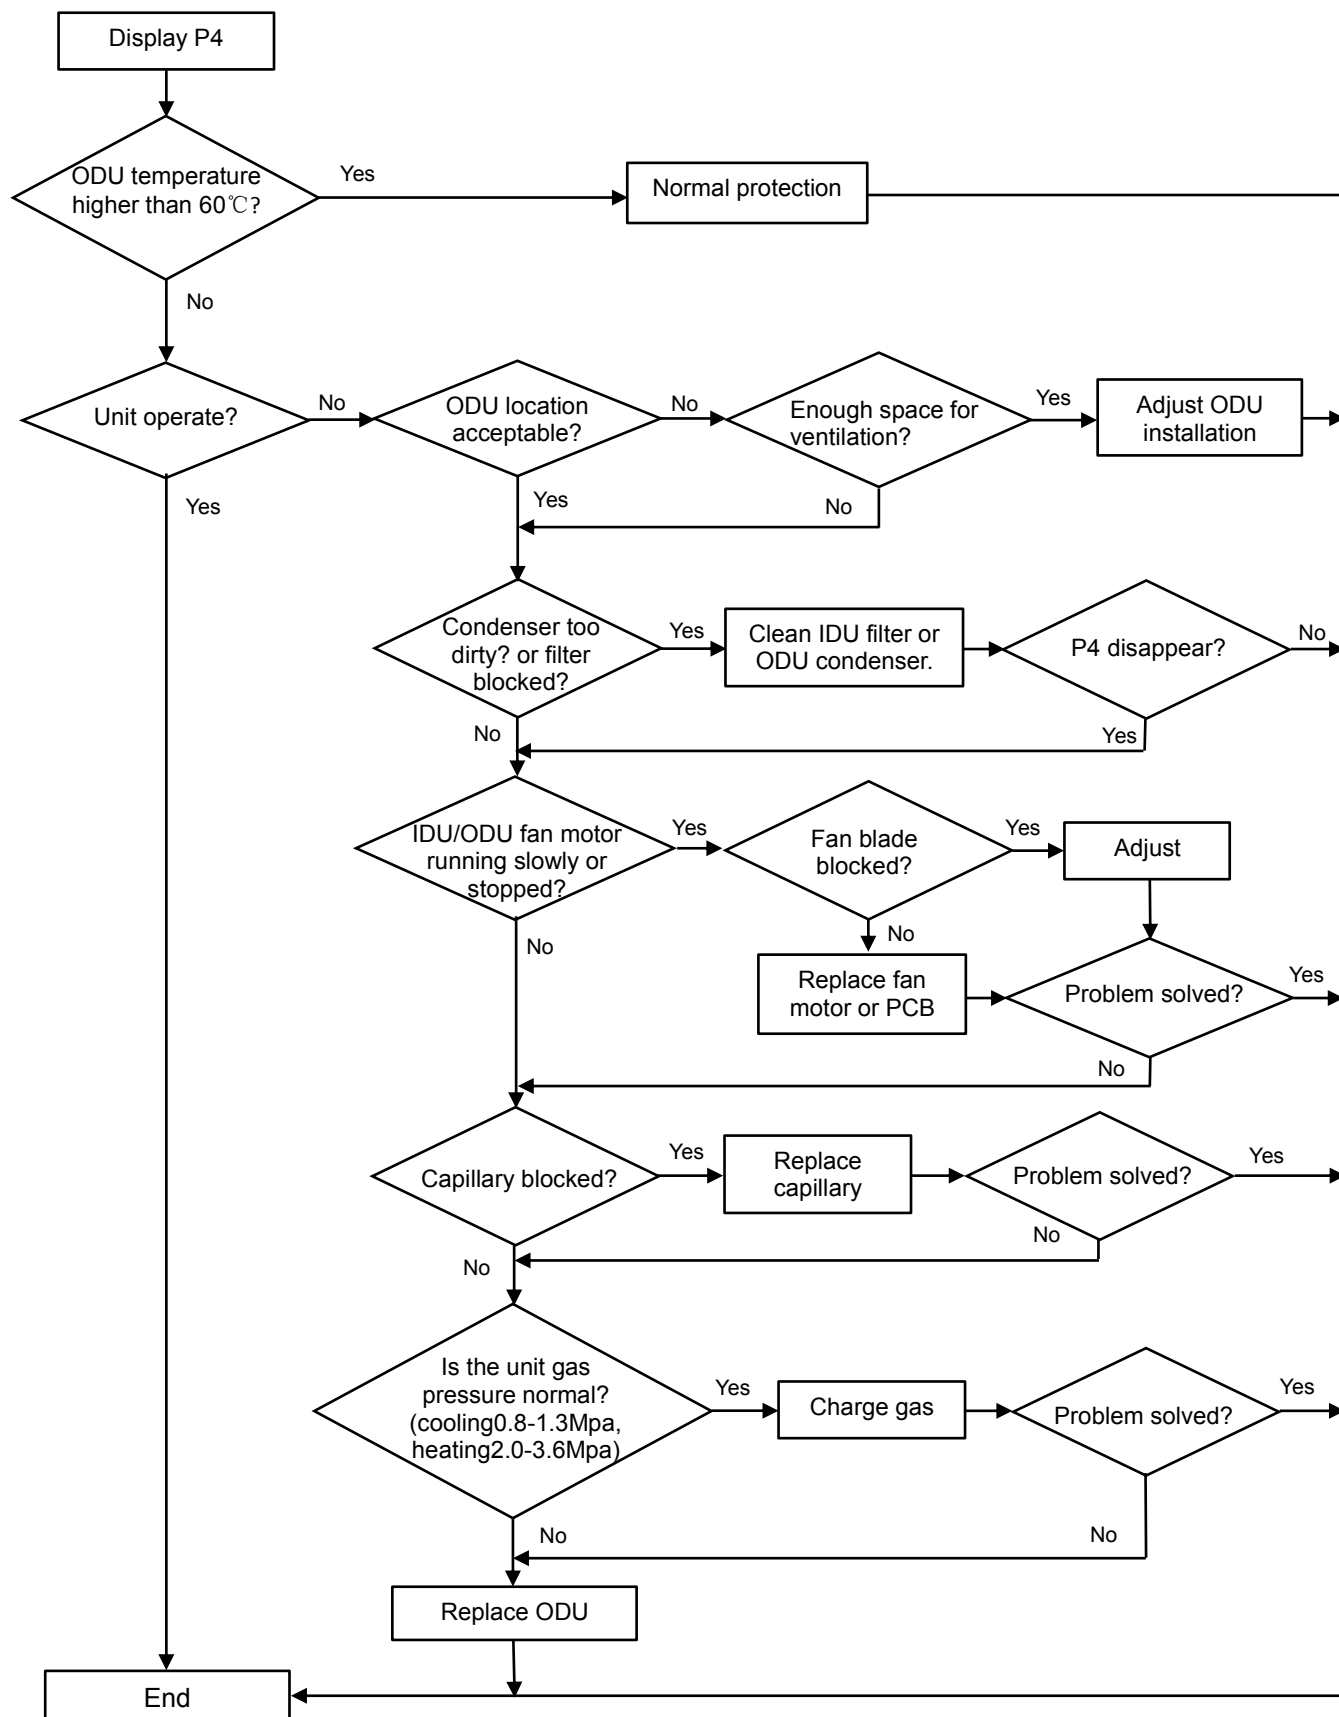 Display P4
ODU temperature
higher than 60℃?
Yes
Normal protection
No
Unit operate?
No
ODU location
acceptable?
No
Enough space for
ventilation?
Yes
Adjust ODU
installation
Yes
Yes
No
Condenser too
dirty? or filter
blocked?
Yes
Clean IDU filter or
ODU condenser.
P4 disappear?
No
No
Yes
IDU/ODU fan motor
running slowly or
stopped?
Yes
Fan blade
blocked?
Yes
Adjust
No
No
Replace fan
motor or PCB
Problem solved?
Yes
No
Capillary blocked?
Yes
Replace
capillary
Problem solved?
Yes
No
No
Is the unit gas
pressure normal?
(cooling0.8-1.3Mpa,
heating2.0-3.6Mpa)
Yes
Charge gas
Problem solved?
Yes
No
No
Replace ODU
End